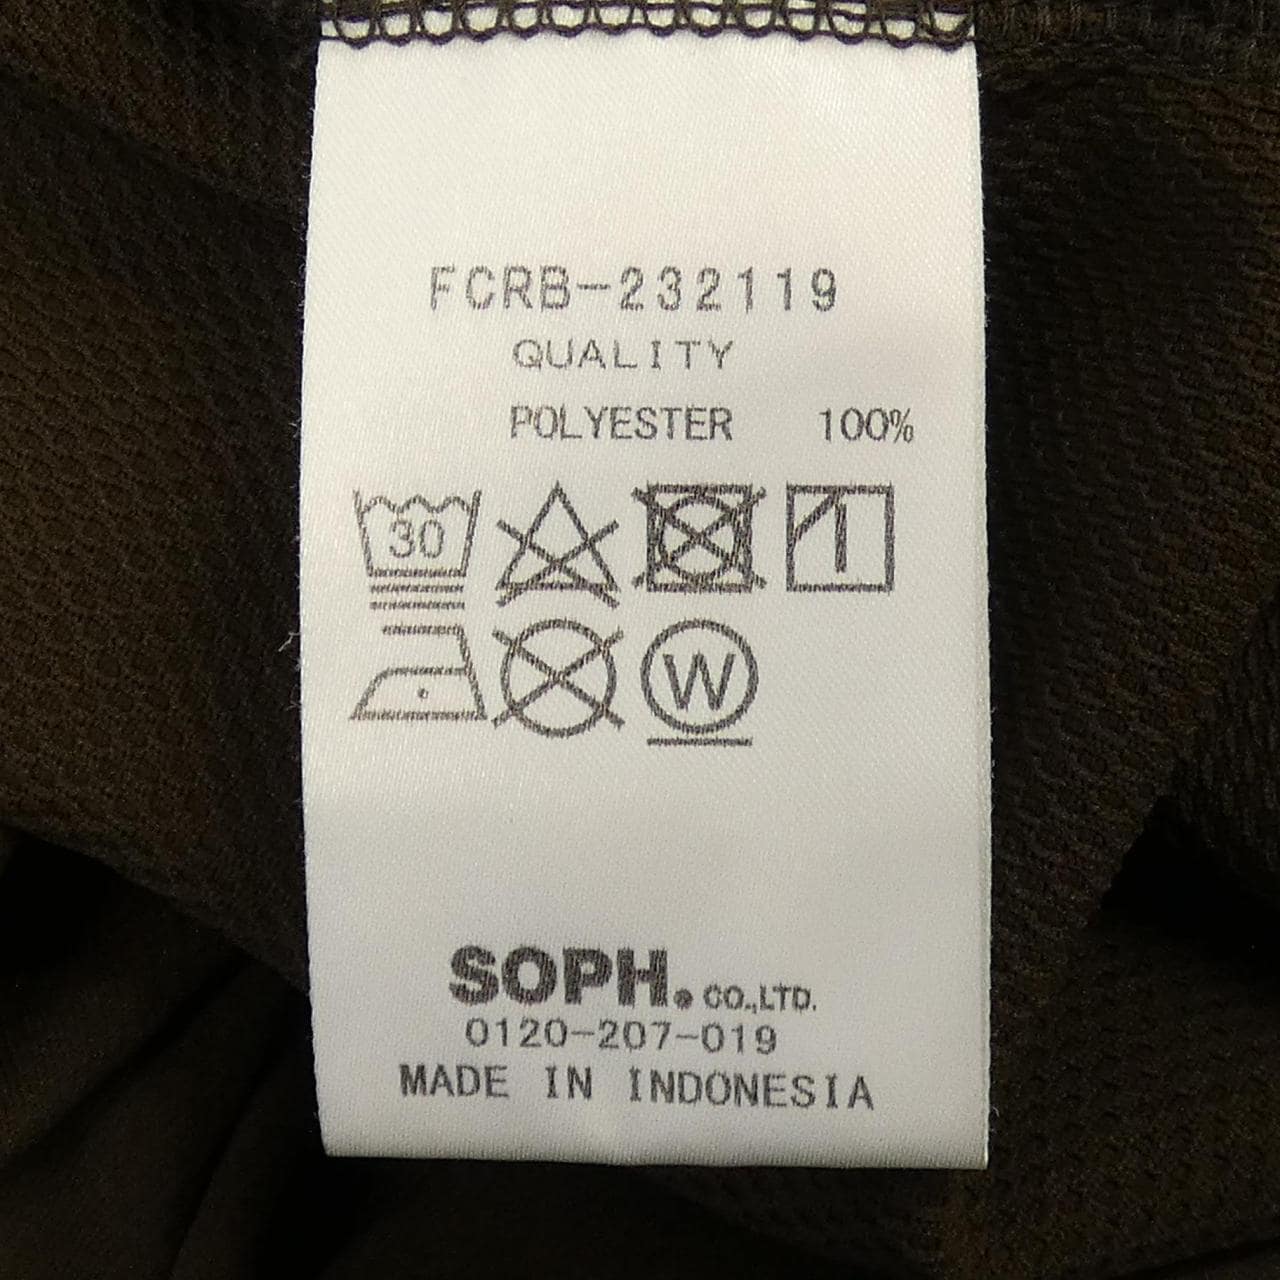 FCRB-232119
QUALITY
POLYESTER 100%
30
W
SOPH. CO.,LTD.
0120-207-019
MADE IN INDONESIA